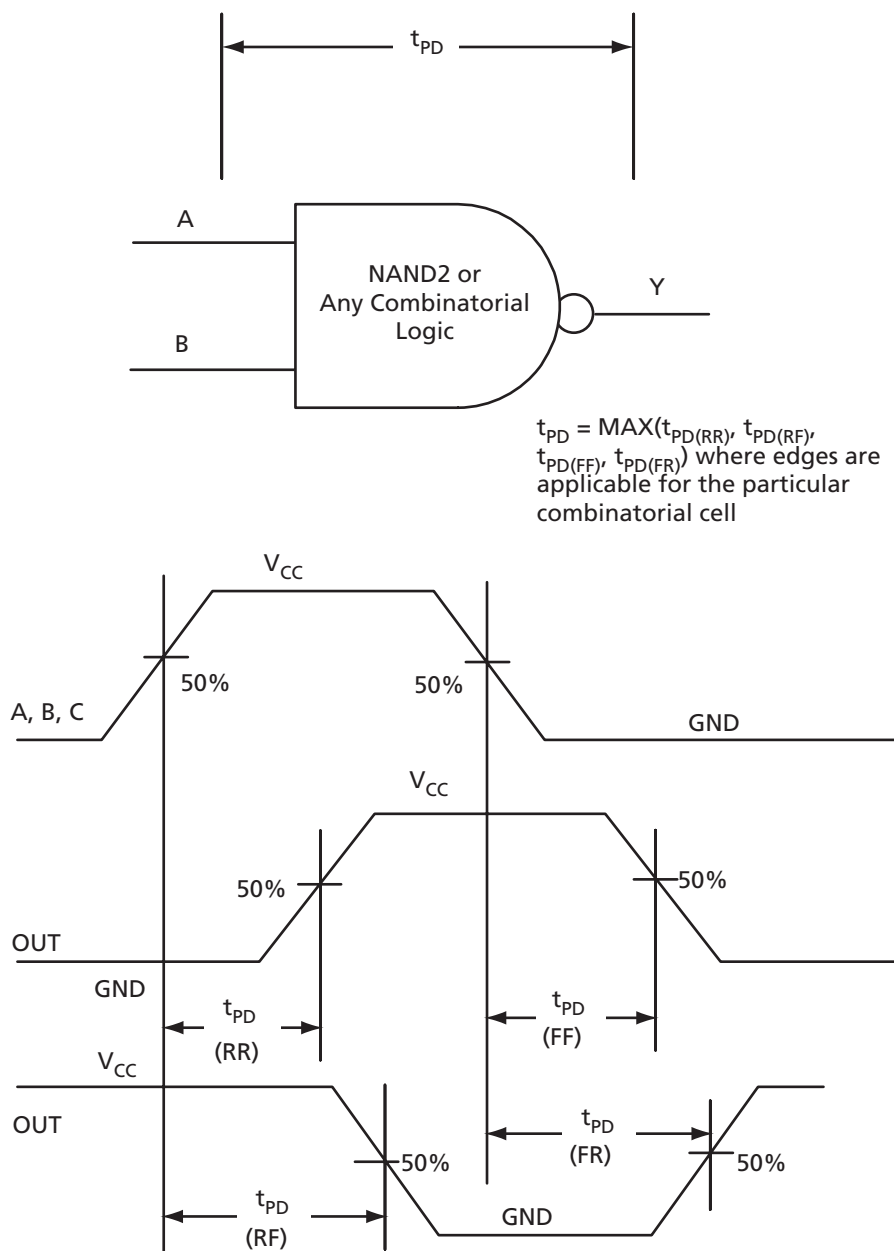 tPD
A
NAND2 or
Any Combinatorial
Logic
Y
B
tPD = MAX(tPD(RR), tPD(RF),
tPD(FF), tPD(FR)) where edges are
applicable for the particular
combinatorial cell
VCC
50%
50%
A, B, C
GND
VCC
50%
50%
OUT
GND
tPD
(RR)
tPD
(FF)
VCC
OUT
tPD
(FR)
50%
50%
tPD
(RF)
GND